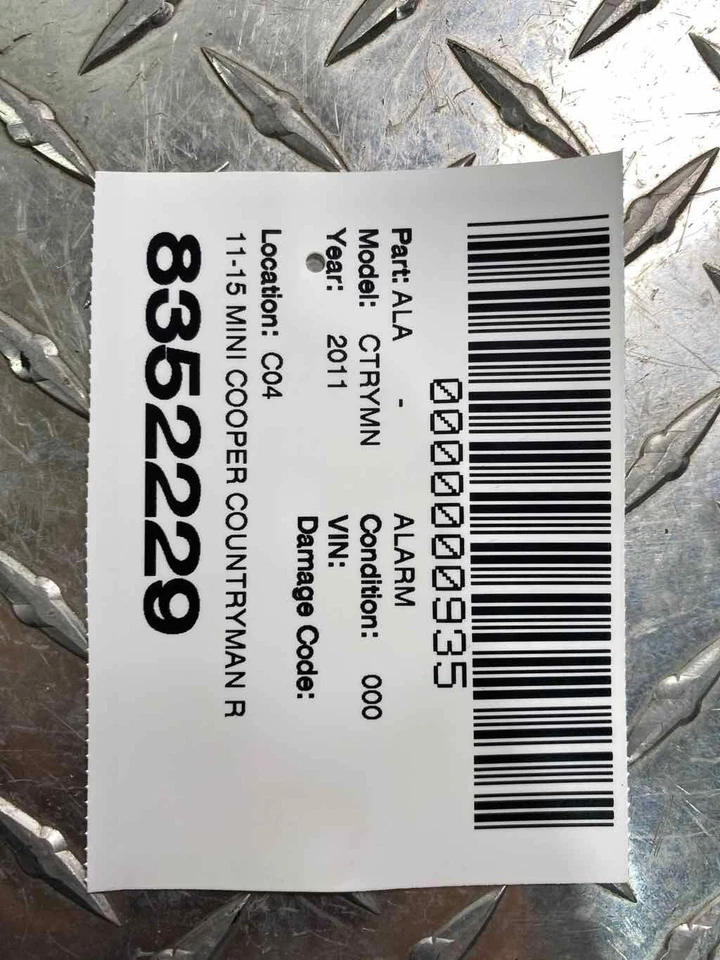 0000000935
Part: ALA - ALARM
Model: CTRYMN Condition: 000
Year: 2011 VIN:
Damage Code:
Location: C04
11-15 MINI COOPER COUNTRYMAN R
8352229